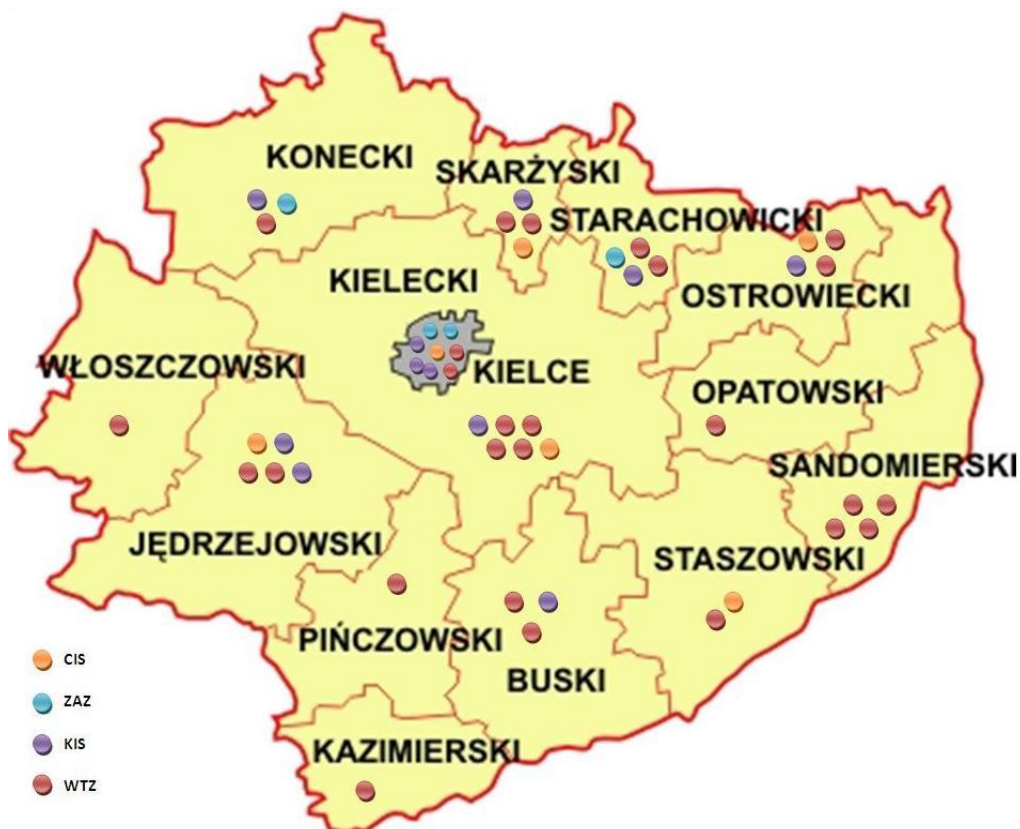 KONECKI
SKARŻYSKI
STARACHOWICKI
KIELECKI
OSTROWIECKI
WŁOSZCZOWSKI
KIELCE
OPATOWSKI
SANDOMIERSKI
JĘDRZEJOWSKI
STASZOWSKI
PIŃCZOWSKI
BUSKI
KAZIMIERSKI
CIS
ZAZ
KIS
WTZ